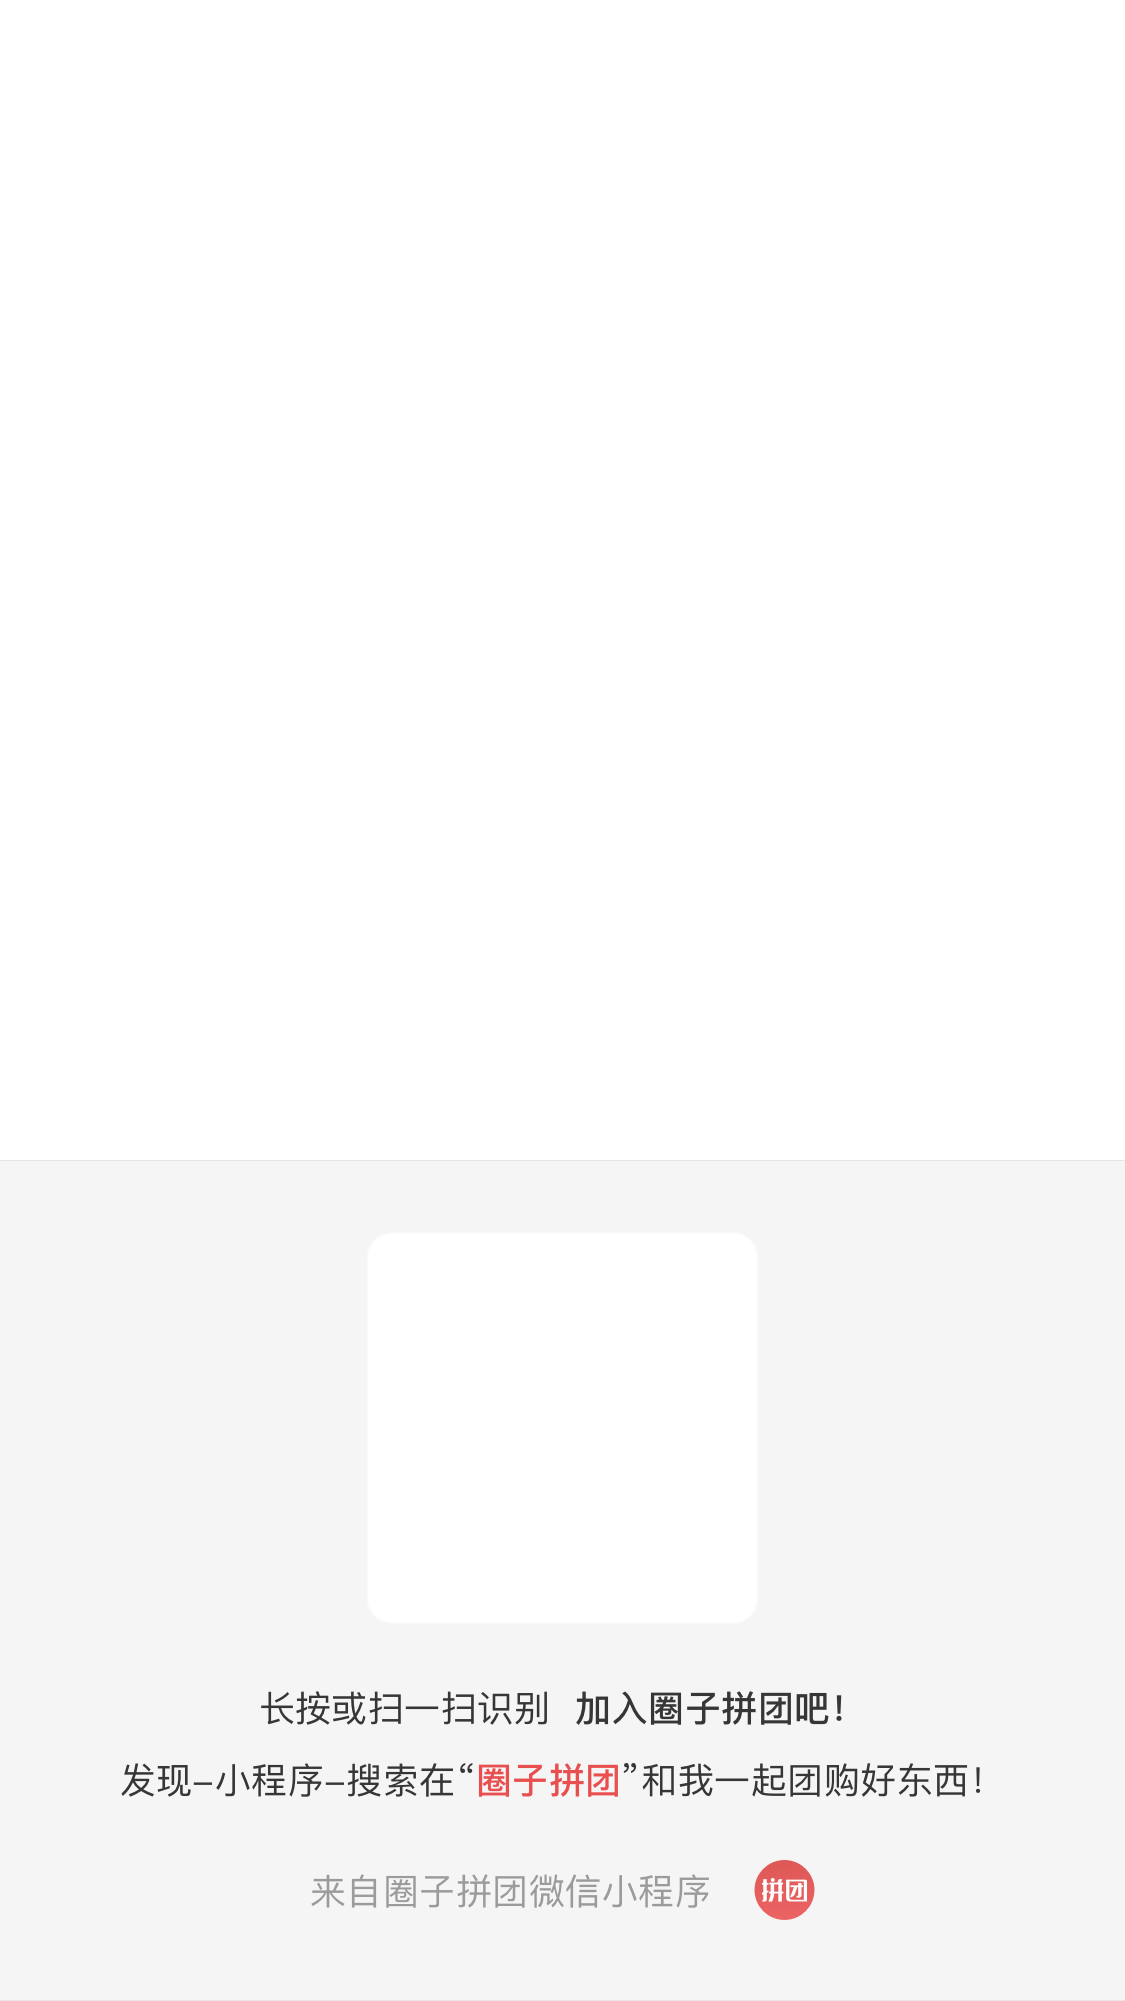 长按或扫一扫识别 加入圈子拼团吧！
发现–小程序–搜索在“圈子拼团”和我一起团购好东西！
来自圈子拼团微信小程序 拼团